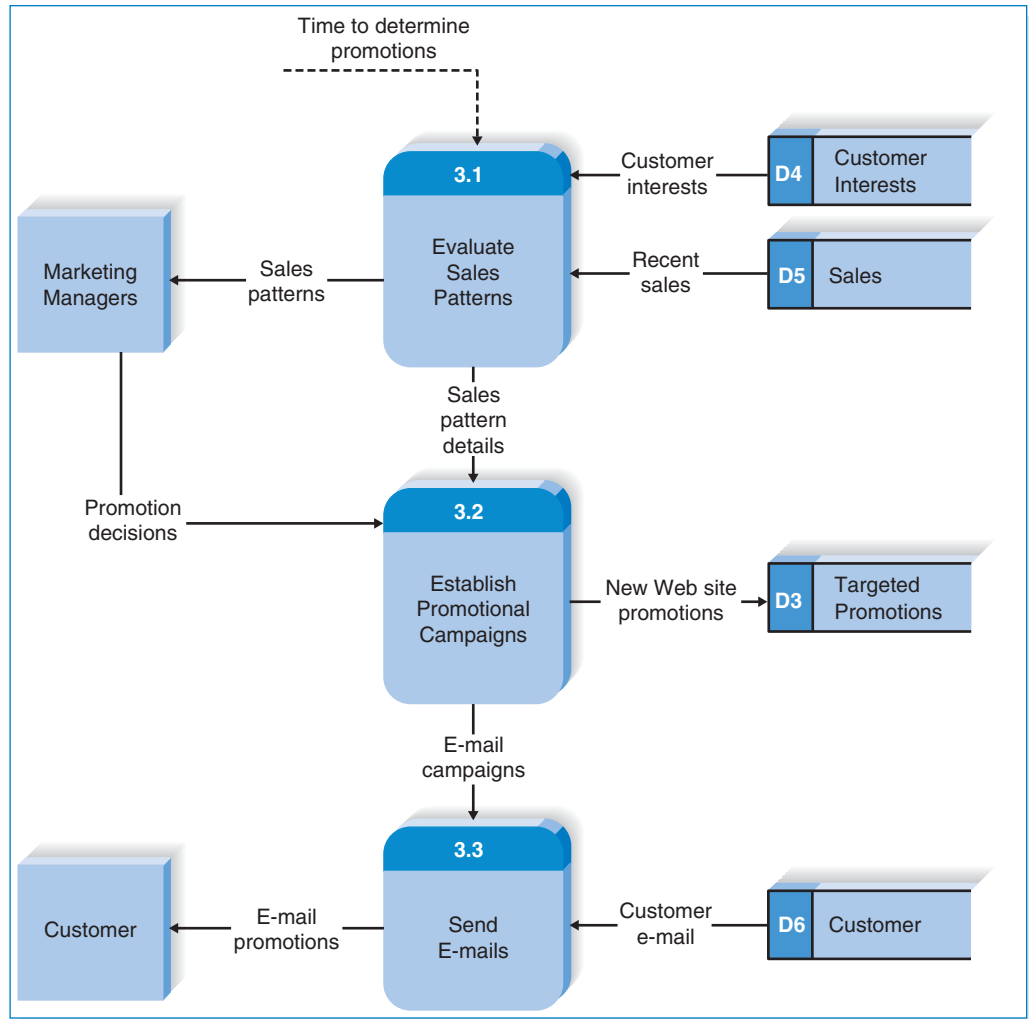 Time to determine
promotions
3.1
Evaluate
Sales
Patterns
Customer
interests
D4
Customer
Interests
Recent
sales
D5
Sales
Sales
patterns
Marketing
Managers
Sales
pattern
details
Promotion
decisions
3.2
Establish
Promotional
Campaigns
New Web site
promotions
D3
Targeted
Promotions
E-mail
campaigns
3.3
Send
E-mails
Customer
e-mail
D6
Customer
E-mail
promotions
Customer